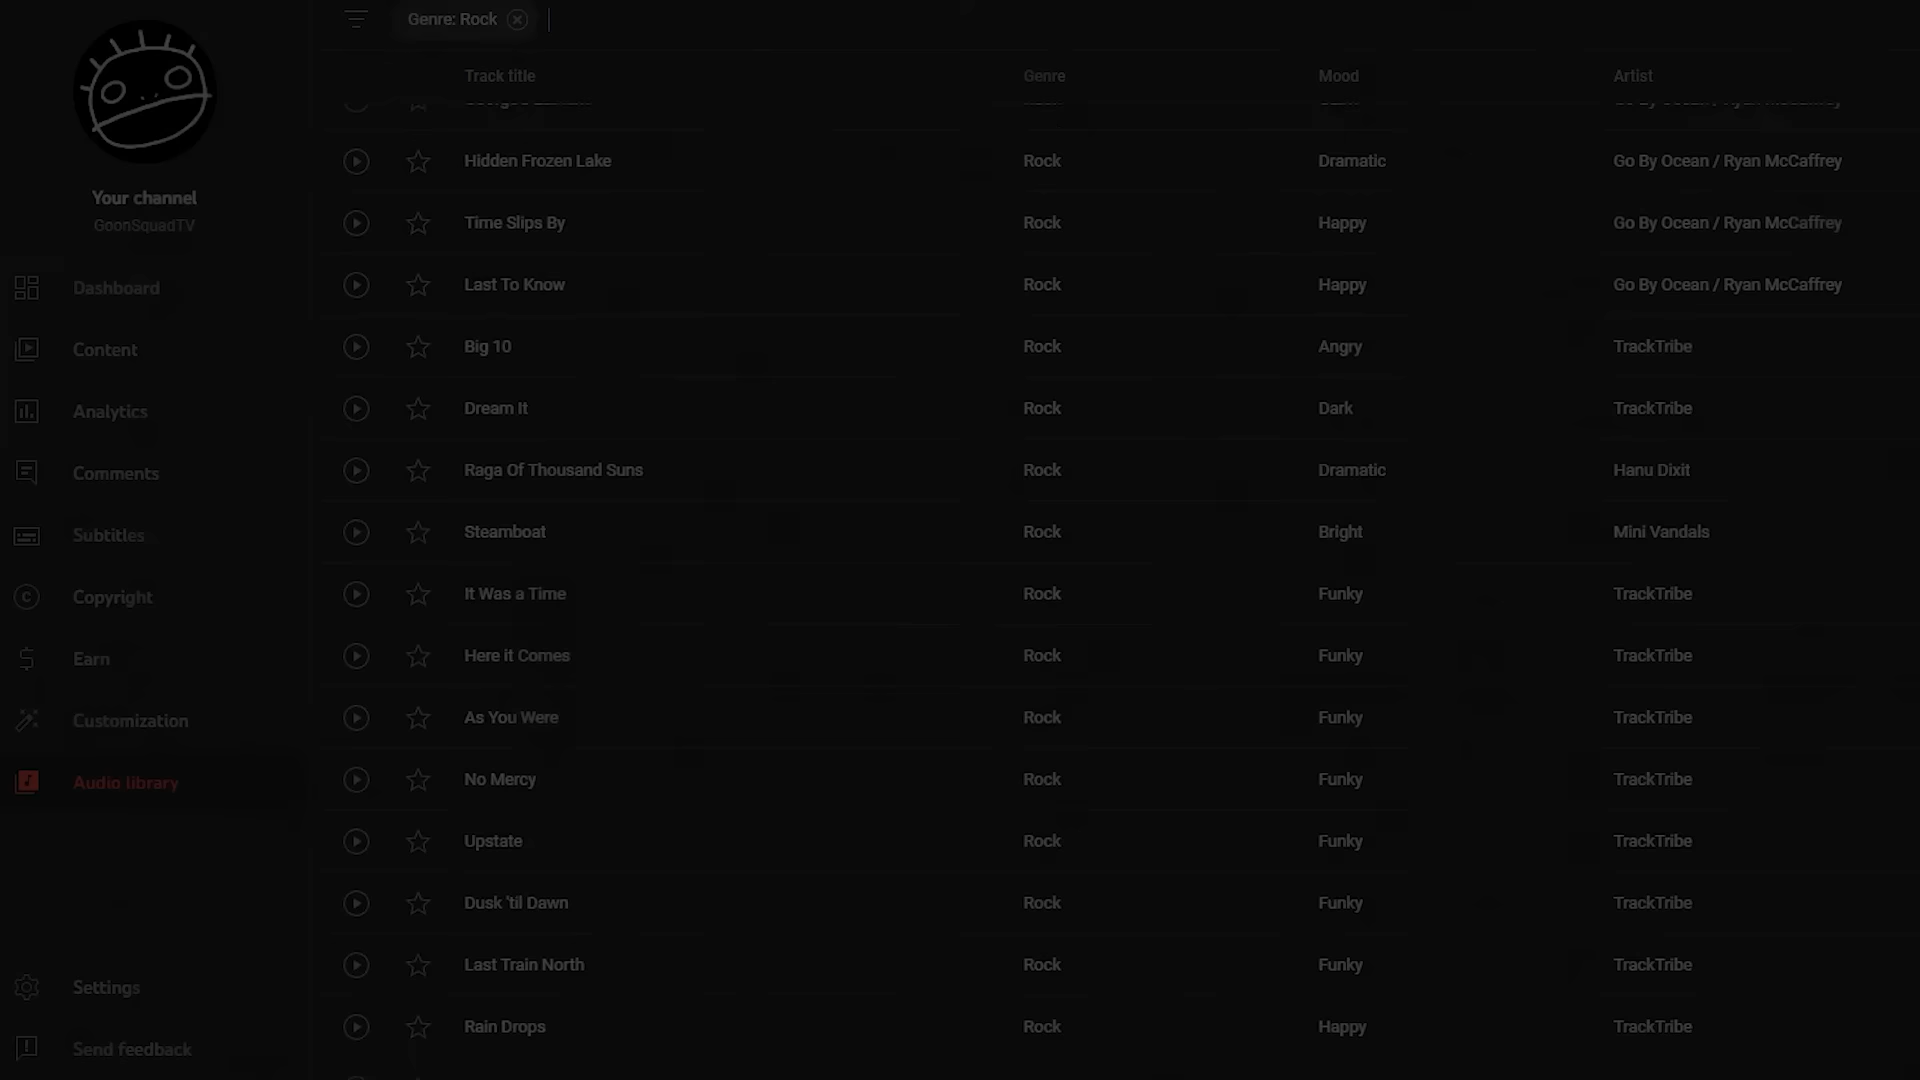 Genre: Rock
Track title Genre Mood Artist
Hidden Frozen Lake Rock Dramatic Go By Ocean / Ryan McCaffrey
Your channel
GoonSquadTV
Time Slips By Rock Happy Go By Ocean / Ryan McCaffrey
Dashboard
Last To Know Rock Happy Go By Ocean / Ryan McCaffrey
Content
Big 10 Rock Angry TrackTribe
Analytics
Dream It Rock Dark TrackTribe
Comments
Raga Of Thousand Suns Rock Dramatic Hanu Dixit
Subtitles
Steamboat Rock Bright Mini Vandals
Copyright
It Was a Time Rock Funky TrackTribe
Earn
Here it Comes Rock Funky TrackTribe
Customization
As You Were Rock Funky TrackTribe
Audio library
No Mercy Rock Funky TrackTribe
Upstate Rock Funky TrackTribe
Dusk 'til Dawn Rock Funky TrackTribe
Last Train North Rock Funky TrackTribe
Settings
Rain Drops Rock Happy TrackTribe
Send feedback